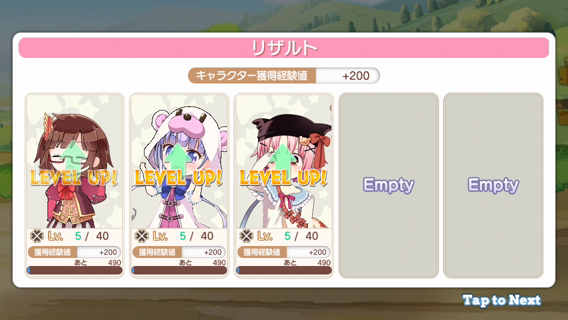 リザルト
キャラクター獲得経験値 +200
LEVEL UP! LEVEL UP! LEVEL UP! Empty Empty
Lv. 5 / 40 Lv. 5 / 40 Lv. 5 / 40
獲得経験値 +200 獲得経験値 +200 獲得経験値 +200
あと 490 あと 490 あと 490
Tap to Next